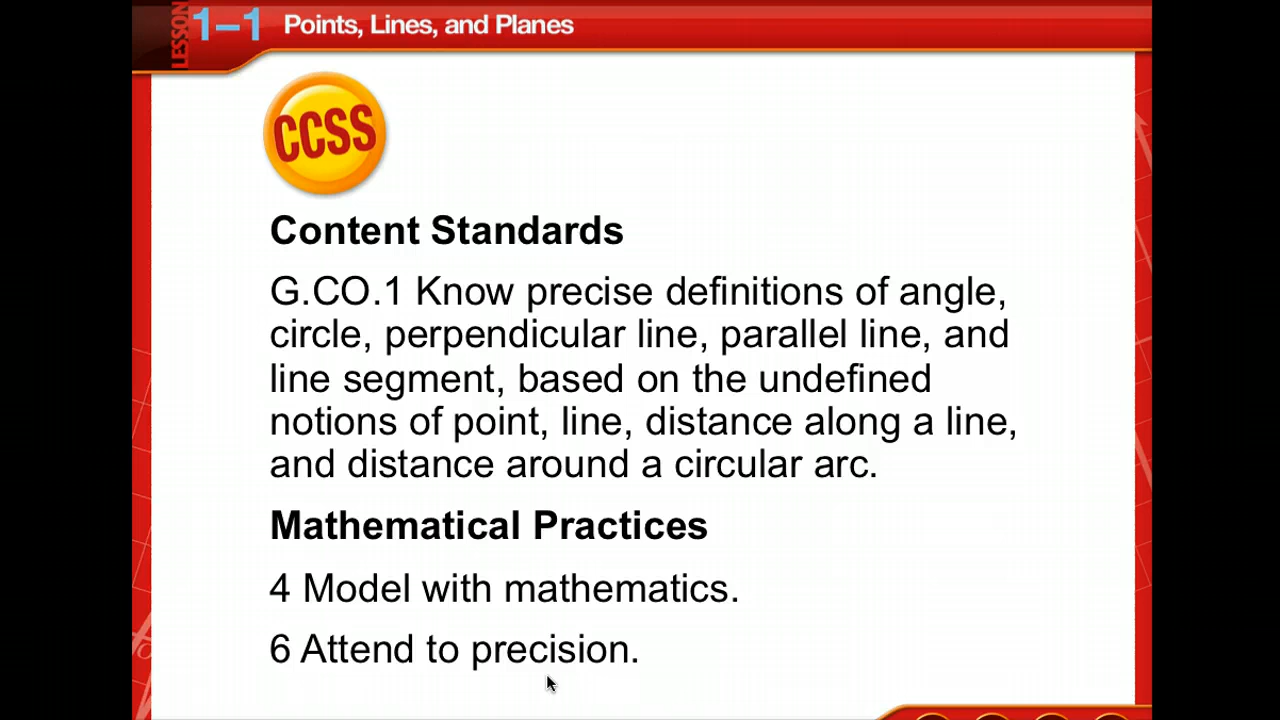 LESSON 1–1 Points, Lines, and Planes
CCSS
Content Standards
G.CO.1 Know precise definitions of angle,
circle, perpendicular line, parallel line, and
line segment, based on the undefined
notions of point, line, distance along a line,
and distance around a circular arc.
Mathematical Practices
4 Model with mathematics.
6 Attend to precision.